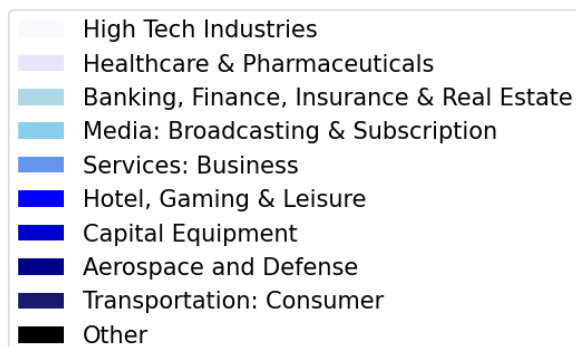 High Tech Industries
Healthcare & Pharmaceuticals
Banking, Finance, Insurance & Real Estate
Media: Broadcasting & Subscription
Services: Business
Hotel, Gaming & Leisure
Capital Equipment
Aerospace and Defense
Transportation: Consumer
Other